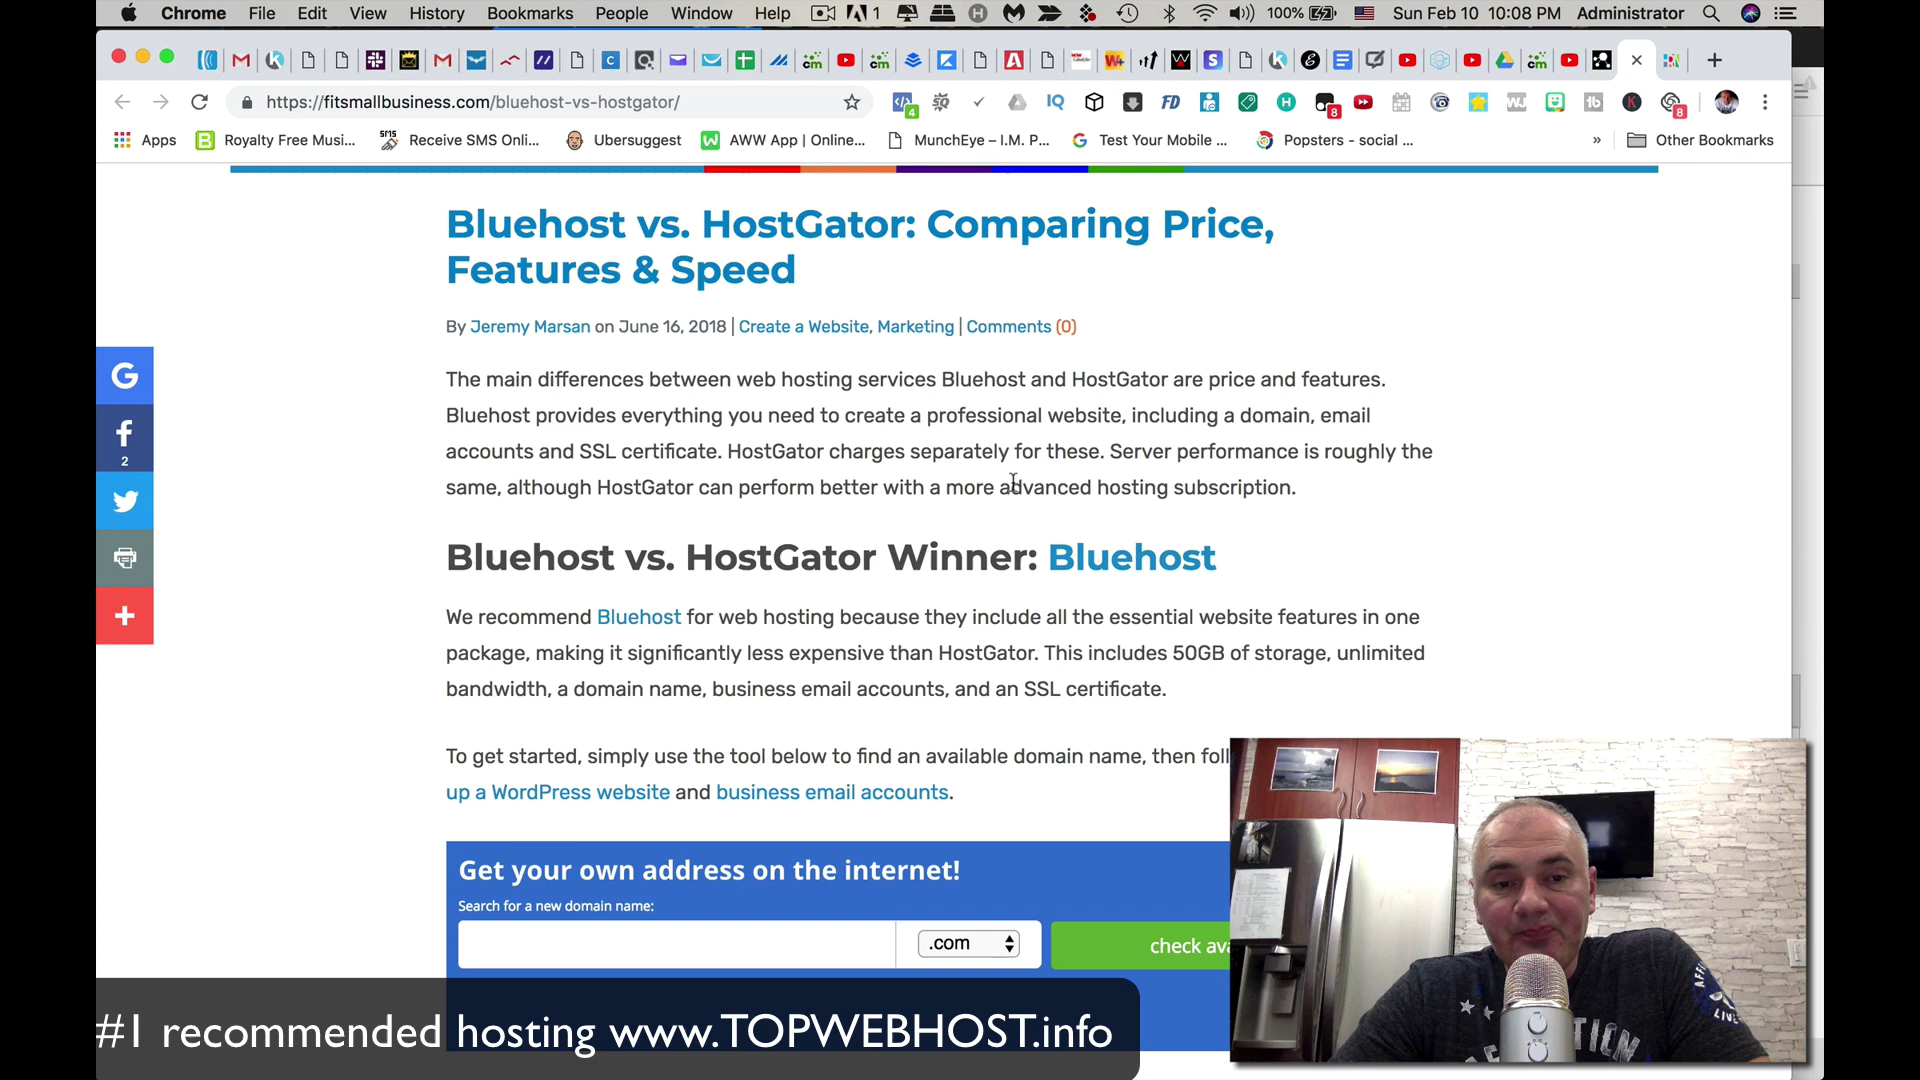 Chrome File Edit View History Bookmarks People Window Help 1 100% Sun Feb 10 10:08 PM Administrator
https://fitsmallbusiness.com/bluehost-vs-hostgator/
Apps Royalty Free Musi... Receive SMS Onli... Ubersuggest AWW App | Online... MunchEye – I.M. P... Test Your Mobile ... Popsters - social ... » Other Bookmarks
Bluehost vs. HostGator: Comparing Price,
Features & Speed
By Jeremy Marsan on June 16, 2018 | Create a Website, Marketing | Comments (0)
The main differences between web hosting services Bluehost and HostGator are price and features.
Bluehost provides everything you need to create a professional website, including a domain, email
accounts and SSL certificate. HostGator charges separately for these. Server performance is roughly the
same, although HostGator can perform better with a more advanced hosting subscription.
2
Bluehost vs. HostGator Winner: Bluehost
We recommend Bluehost for web hosting because they include all the essential website features in one
package, making it significantly less expensive than HostGator. This includes 50GB of storage, unlimited
bandwidth, a domain name, business email accounts, and an SSL certificate.
To get started, simply use the tool below to find an available domain name, then foll
up a WordPress website and business email accounts.
Get your own address on the internet!
Search for a new domain name:
.com
check ava
#1 recommended hosting www.TOPWEBHOST.info